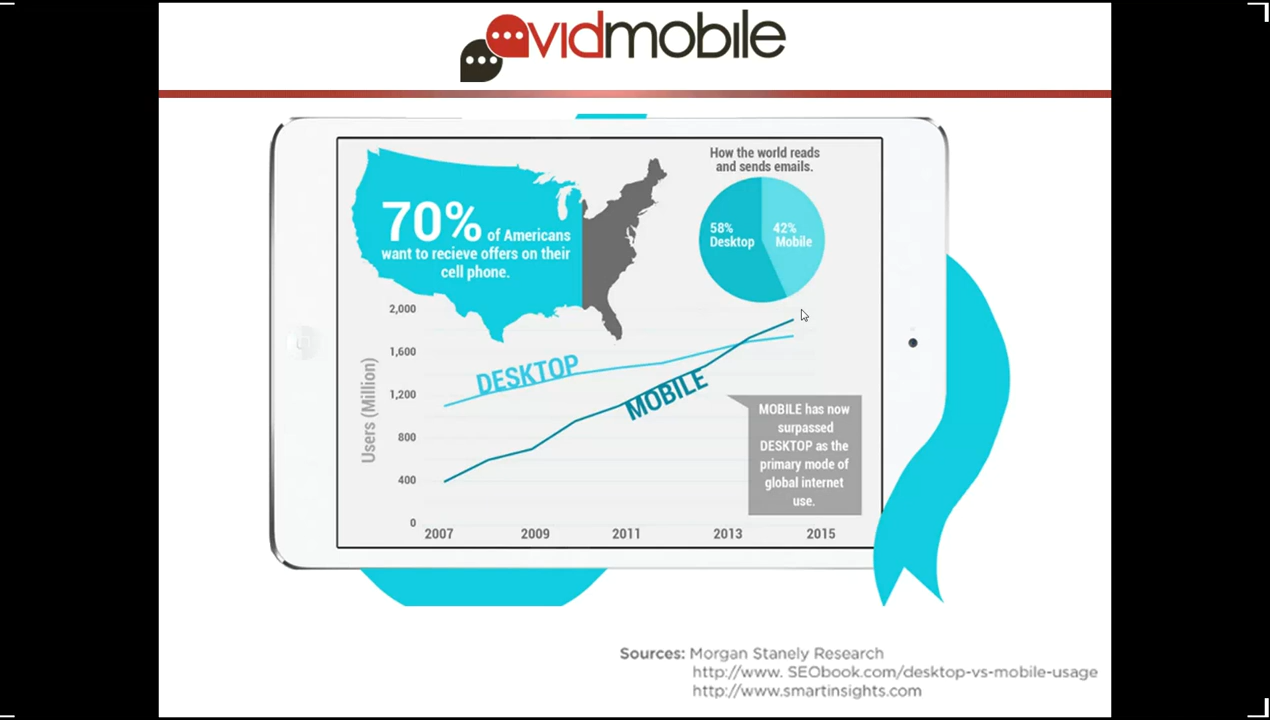 vidmobile
70% of Americans
want to recieve offers on their
cell phone.
How the world reads
and sends emails.
58%
Desktop
42%
Mobile
2,000
1,600
1,200
800
400
0
Users (Million)
DESKTOP
MOBILE
MOBILE has now
surpassed
DESKTOP as the
primary mode of
global internet
use.
2007
2009
2011
2013
2015
Sources: Morgan Stanely Research
http://www. SEObook.com/desktop-vs-mobile-usage
http://www.smartinsights.com